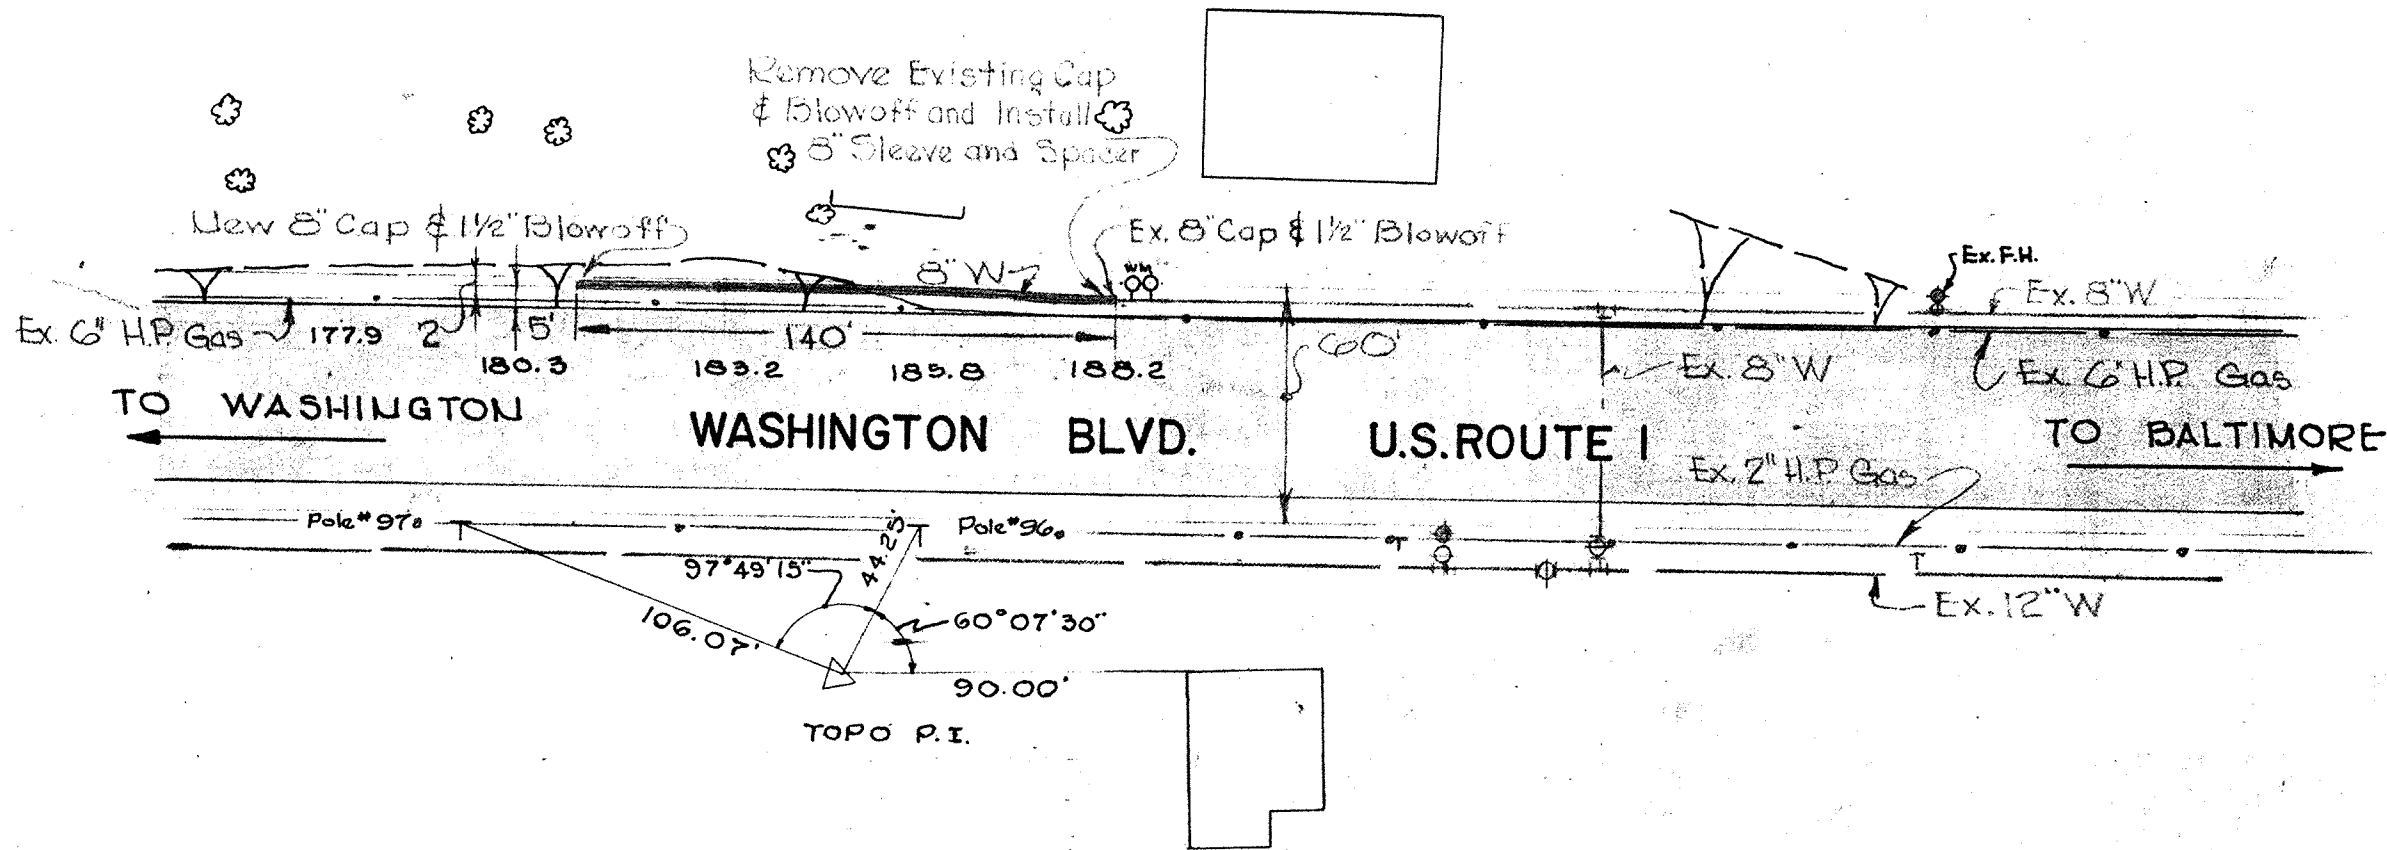 Remove Existing Cap
& Blowoff and Install
8" Sleeve and Spacer
New 8" Cap & 1½" Blowoff
8" W
WM
Ex. 8" Cap & 1½" Blowoff
Ex. F.H.
Ex. 8" W
Ex. 6" H.P. Gas
177.9
2'
5'
140'
60'
180.3
183.2
185.8
188.2
Ex. 8" W
Ex. 6" H.P. Gas
TO WASHINGTON
WASHINGTON BLVD.
U.S. ROUTE 1
TO BALTIMORE
Ex. 2" H.P. Gas
Pole #97
Pole #96
T
T
T
T
97°49'15"
44.25'
106.07'
60°07'30"
90.00'
Ex. 12" W
TOPO P.I.